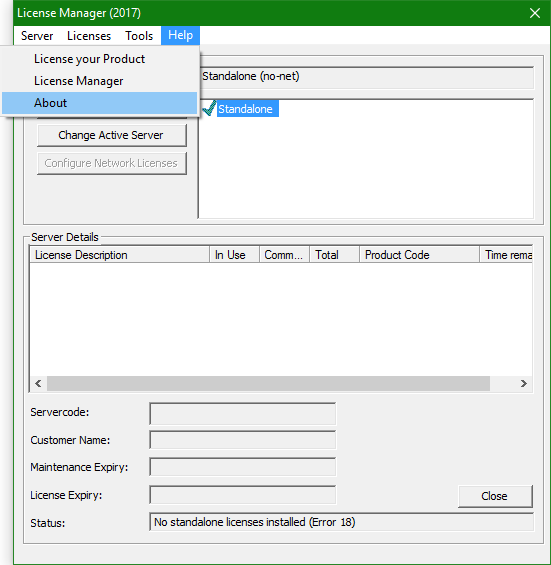 License Manager (2017)
Server Licenses Tools Help
License your Product
License Manager
About
Standalone (no-net)
Standalone
Change Active Server
Configure Network Licenses
Server Details
License Description In Use Comm... Total Product Code Time rema
Servercode:
Customer Name:
Maintenance Expiry:
License Expiry:
Close
Status: No standalone licenses installed (Error 18)